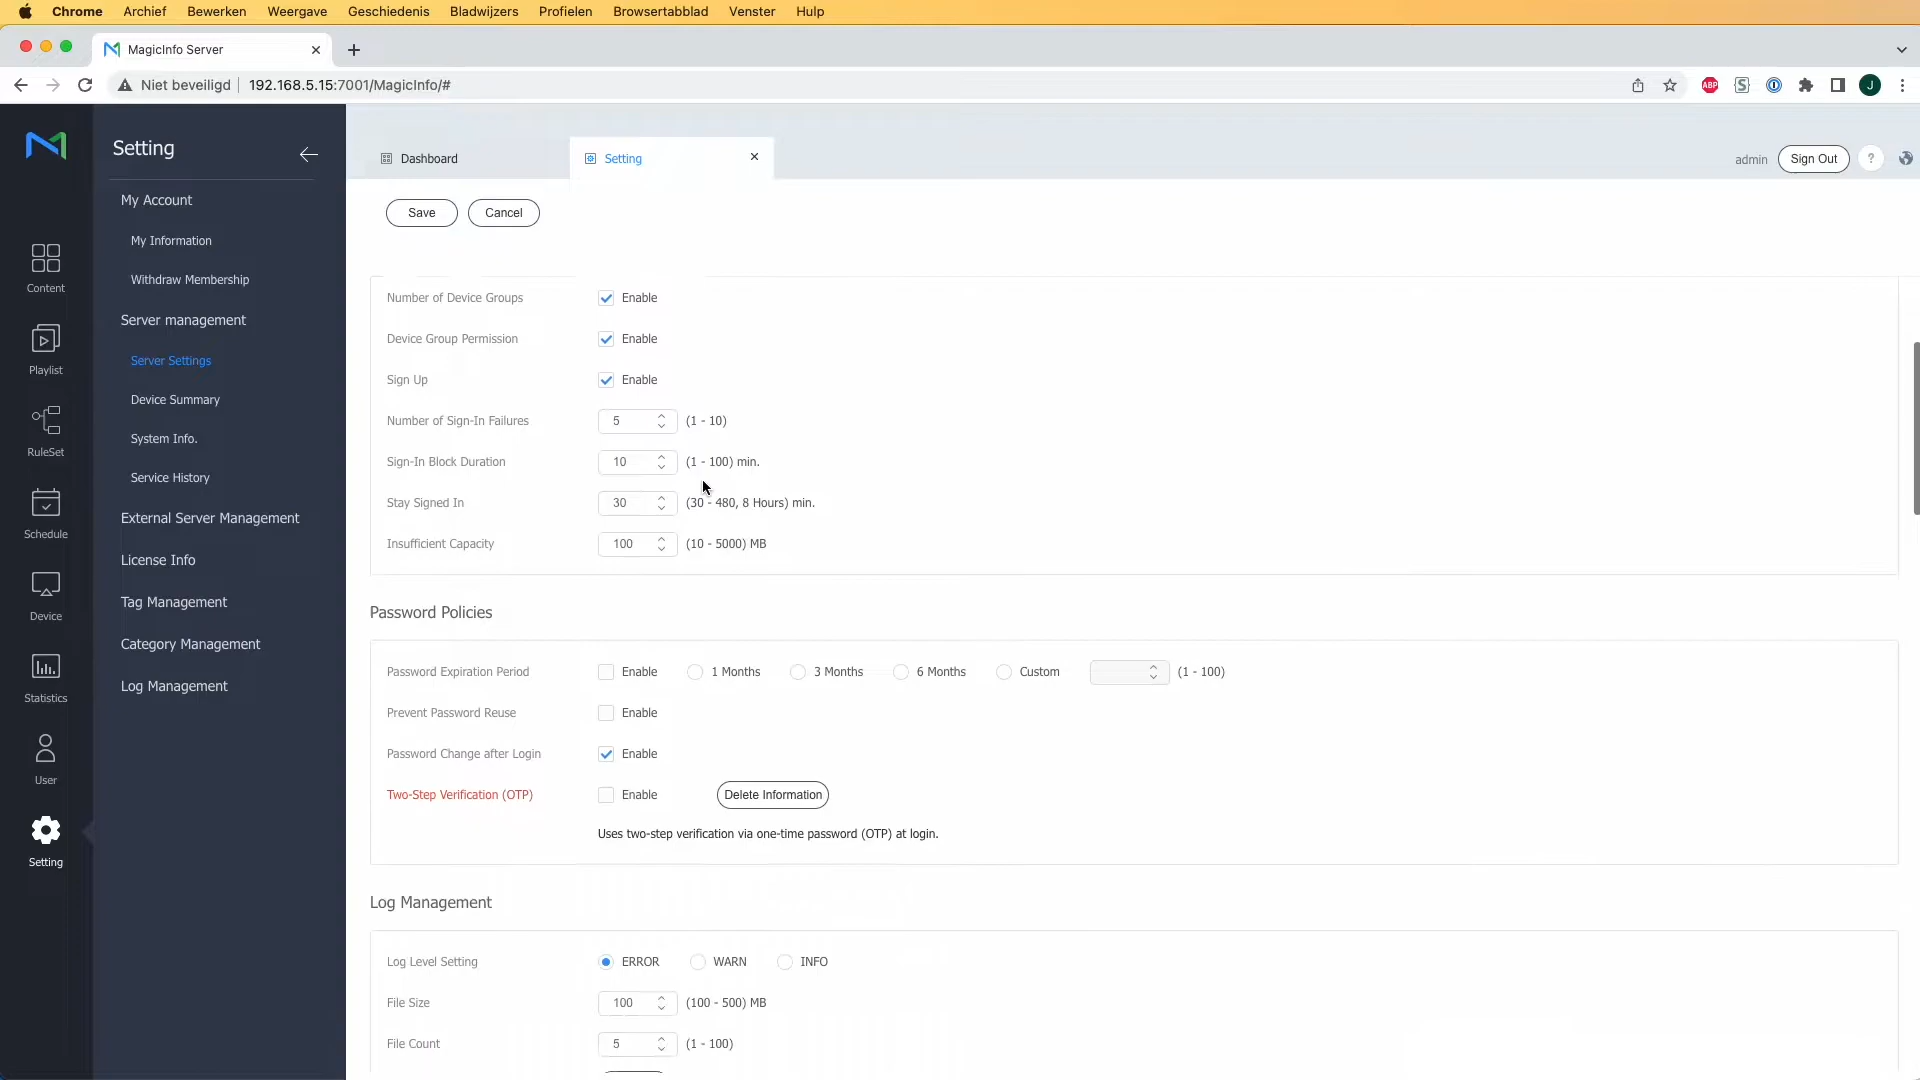 Chrome Archief Bewerken Weergave Geschiedenis Bladwijzers Profielen Browsertabblad Venster Hulp
MagicInfo Server
Niet beveiligd 192.168.5.15:7001/MagicInfo/#
ABP S J
Setting
Dashboard
Setting
admin Sign Out ?
Save Cancel
Content
Playlist
RuleSet
Schedule
Device
Statistics
User
Setting
My Account
My Information
Withdraw Membership
Server management
Server Settings
Device Summary
System Info.
Service History
External Server Management
License Info
Tag Management
Category Management
Log Management
Number of Device Groups Enable
Device Group Permission Enable
Sign Up Enable
Number of Sign-In Failures 5 (1 - 10)
Sign-In Block Duration 10 (1 - 100) min.
Stay Signed In 30 (30 - 480, 8 Hours) min.
Insufficient Capacity 100 (10 - 5000) MB
Password Policies
Password Expiration Period Enable 1 Months 3 Months 6 Months Custom (1 - 100)
Prevent Password Reuse Enable
Password Change after Login Enable
Two-Step Verification (OTP) Enable Delete Information
Uses two-step verification via one-time password (OTP) at login.
Log Management
Log Level Setting ERROR WARN INFO
File Size 100 (100 - 500) MB
File Count 5 (1 - 100)